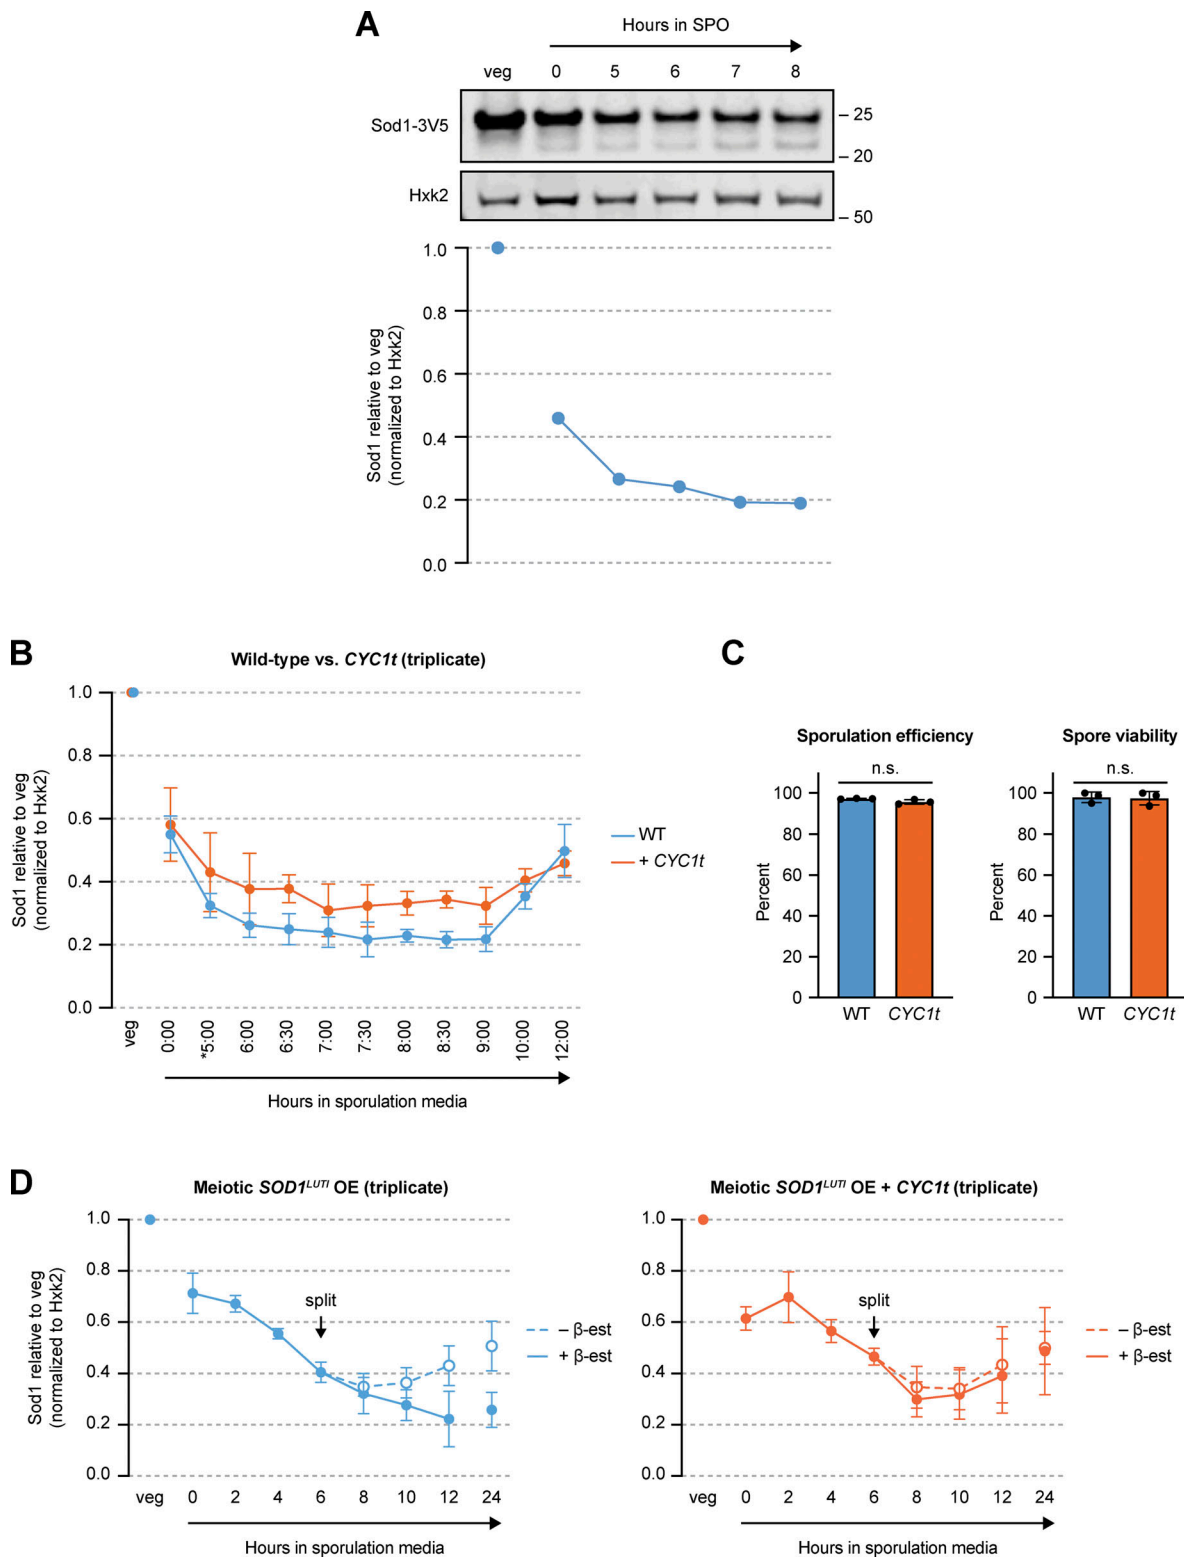 A
Hours in SPO
veg 0 5 6 7 8
Sod1-3V5
– 25
– 20
Hxk2
– 50
Sod1 relative to veg
(normalized to Hxk2)
1.0
0.8
0.6
0.4
0.2
0.0
B
Wild-type vs. CYC1t (triplicate)
Sod1 relative to veg
(normalized to Hxk2)
1.0
0.8
0.6
0.4
0.2
0.0
veg
0:00
*5:00
6:00
6:30
7:00
7:30
8:00
8:30
9:00
10:00
12:00
Hours in sporulation media
WT
+ CYC1t
C
Sporulation efficiency
n.s.
Percent
100
80
60
40
20
0
WT CYC1t
Spore viability
n.s.
Percent
100
80
60
40
20
0
WT CYC1t
D
Meiotic SOD1LUTI OE (triplicate)
Sod1 relative to veg
(normalized to Hxk2)
1.0
0.8
0.6
0.4
0.2
0.0
split
– β-est
+ β-est
veg 0 2 4 6 8 10 12 24
Hours in sporulation media
Meiotic SOD1LUTI OE + CYC1t (triplicate)
1.0
0.8
0.6
0.4
0.2
0.0
split
– β-est
+ β-est
veg 0 2 4 6 8 10 12 24
Hours in sporulation media